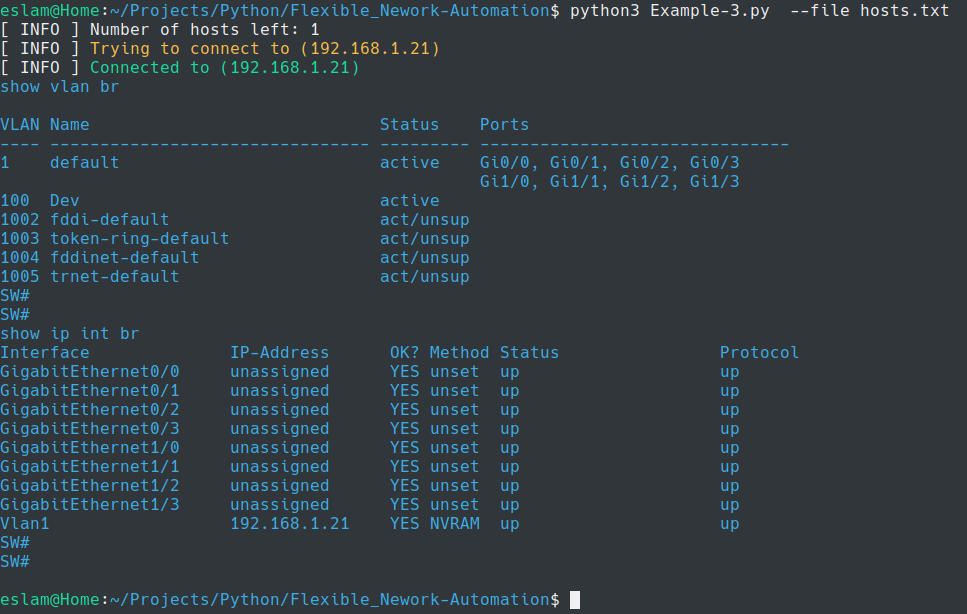 eslam@Home:~/Projects/Python/Flexible_Nework-Automation$ python3 Example-3.py  --file hosts.txt
[ INFO ] Number of hosts left: 1
[ INFO ] Trying to connect to (192.168.1.21)
[ INFO ] Connected to (192.168.1.21)
show vlan br

VLAN Name                             Status    Ports
---- -------------------------------- --------- -------------------------------
1    default                          active    Gi0/0, Gi0/1, Gi0/2, Gi0/3
                                                Gi1/0, Gi1/1, Gi1/2, Gi1/3
100  Dev                              active
1002 fddi-default                     act/unsup
1003 token-ring-default               act/unsup
1004 fddinet-default                  act/unsup
1005 trnet-default                    act/unsup
SW#
SW#
show ip int br
Interface              IP-Address      OK? Method Status                Protocol
GigabitEthernet0/0     unassigned      YES unset  up                    up
GigabitEthernet0/1     unassigned      YES unset  up                    up
GigabitEthernet0/2     unassigned      YES unset  up                    up
GigabitEthernet0/3     unassigned      YES unset  up                    up
GigabitEthernet1/0     unassigned      YES unset  up                    up
GigabitEthernet1/1     unassigned      YES unset  up                    up
GigabitEthernet1/2     unassigned      YES unset  up                    up
GigabitEthernet1/3     unassigned      YES unset  up                    up
Vlan1                  192.168.1.21    YES NVRAM  up                    up
SW#
SW#

eslam@Home:~/Projects/Python/Flexible_Nework-Automation$